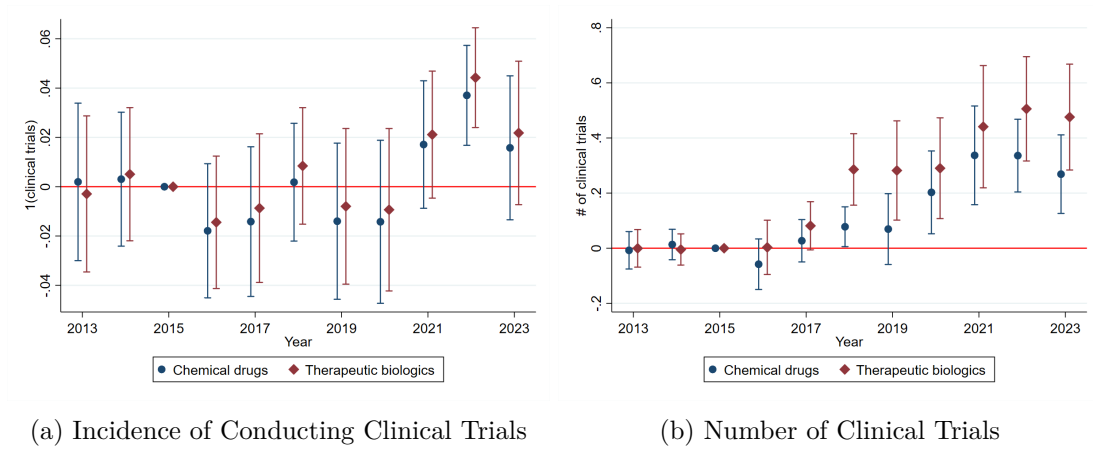 1(clinical trials)
.06
.04
.02
0
-.02
-.04
2013 2015 2017 2019 2021 2023
Year
Chemical drugs Therapeutic biologics
(a) Incidence of Conducting Clinical Trials
# of clinical trials
.8
.6
.4
.2
0
-.2
2013 2015 2017 2019 2021 2023
Year
Chemical drugs Therapeutic biologics
(b) Number of Clinical Trials